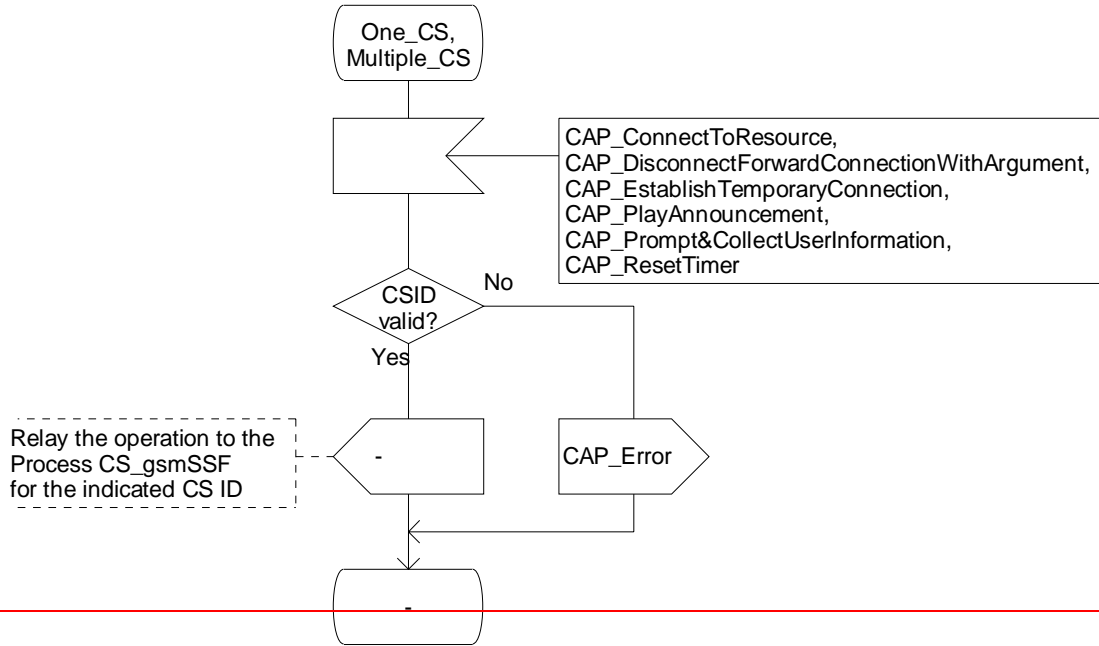 One_CS,
Multiple_CS
CAP_ConnectToResource,
CAP_DisconnectForwardConnectionWithArgument,
CAP_EstablishTemporaryConnection,
CAP_PlayAnnouncement,
CAP_Prompt&CollectUserInformation,
CAP_ResetTimer
CSID
valid?
No
Yes
Relay the operation to the
Process CS_gsmSSF
for the indicated CS ID
-
CAP_Error
-